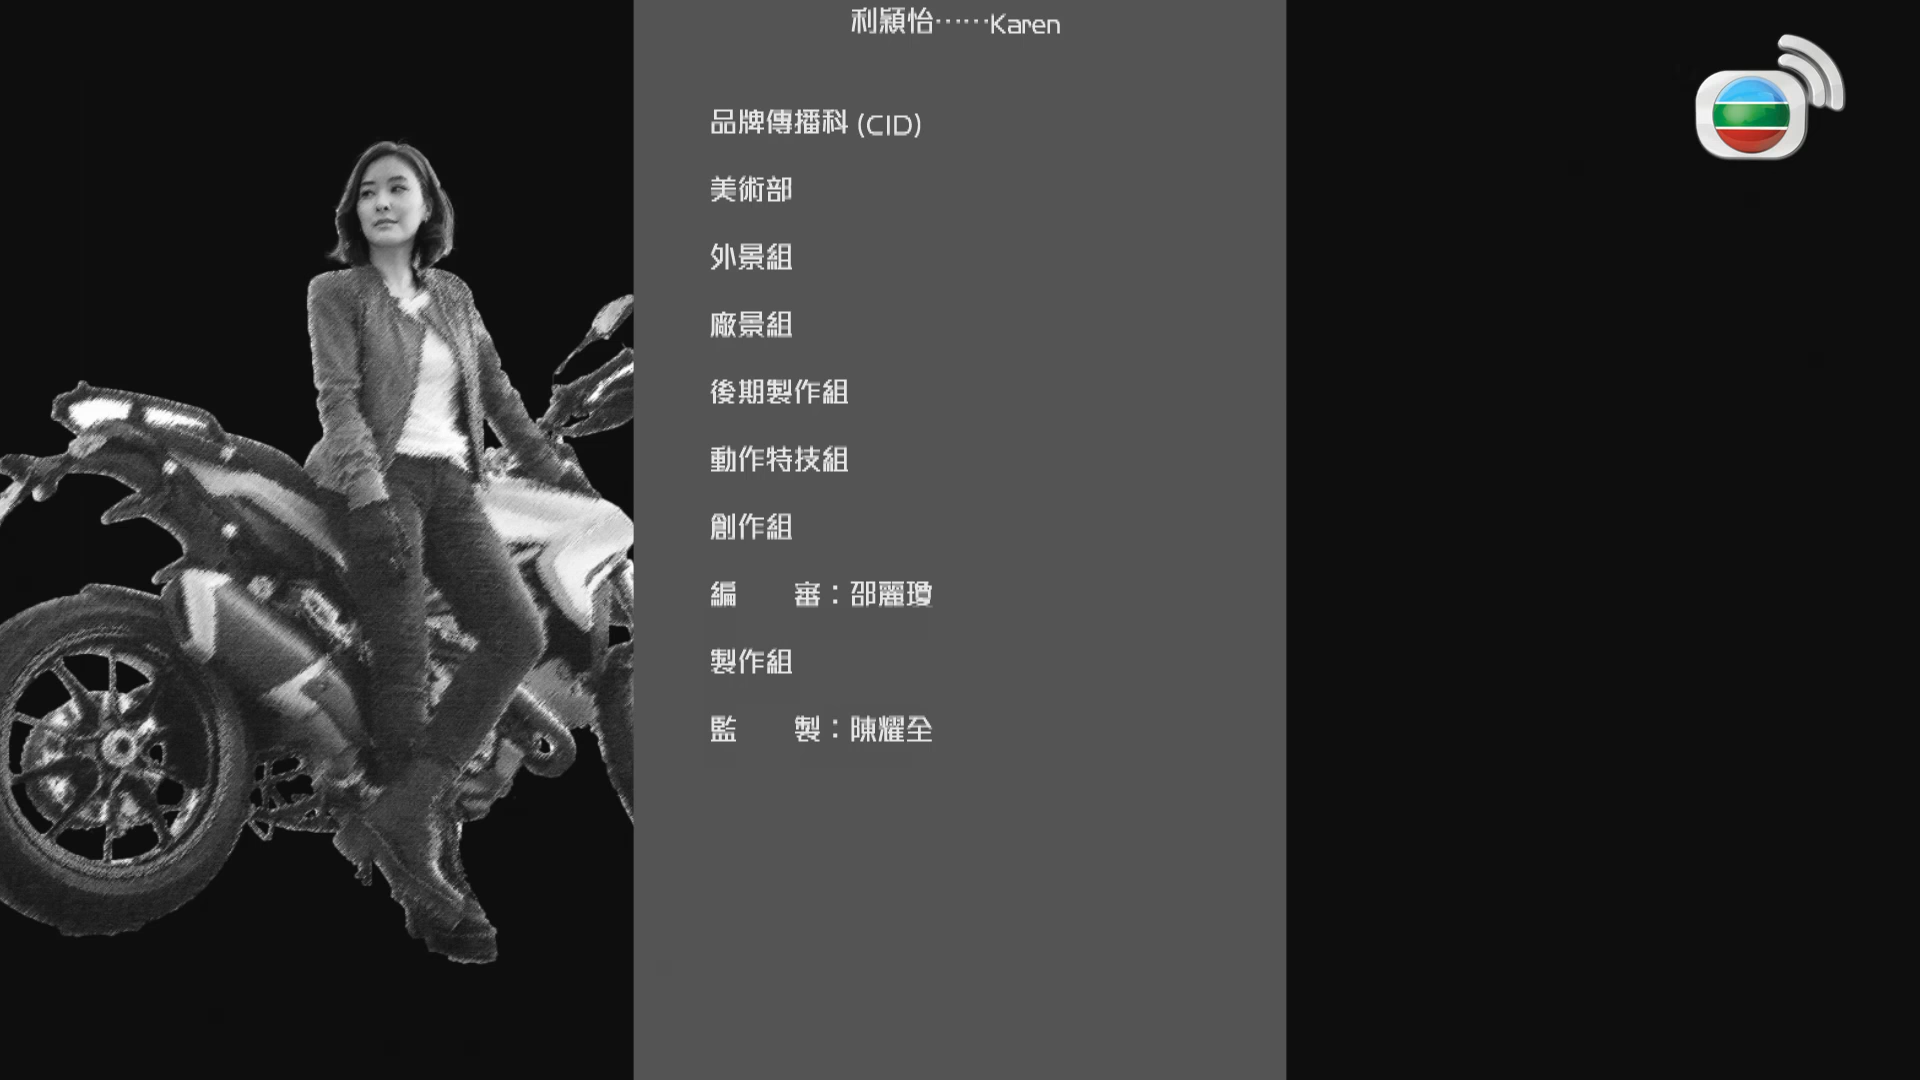 利穎怡⋯⋯Karen
品牌傳播科 (CID)
美術部
外景組
廠景組
後期製作組
動作特技組
創作組
編　　審：邵麗瓊
製作組
監　　製：陳耀全